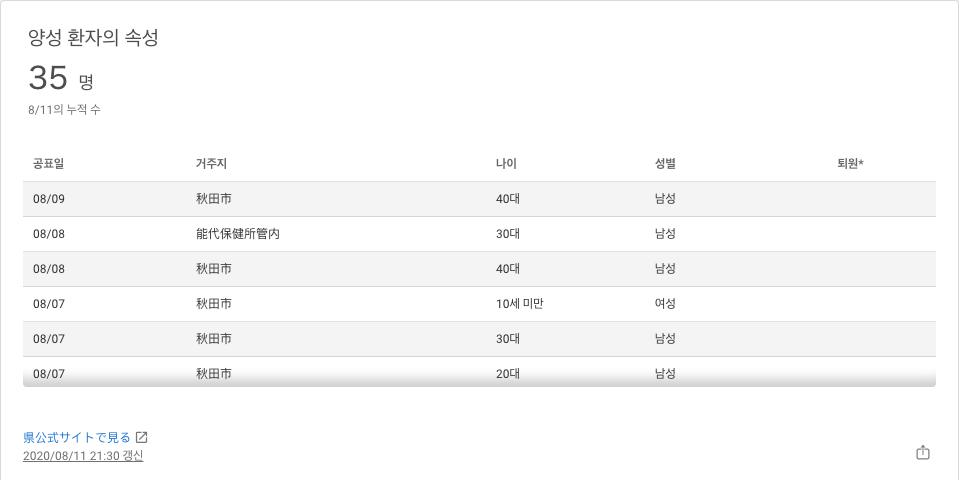 양성 환자의 속성
35 명
8/11의 누적 수
공표일 거주지 나이 성별 퇴원*
08/09 秋田市 40대 남성
08/08 能代保健所管内 30대 남성
08/08 秋田市 40대 남성
08/07 秋田市 10세 미만 여성
08/07 秋田市 30대 남성
08/07 秋田市 20대 남성
県公式サイトで見る
2020/08/11 21:30 갱신